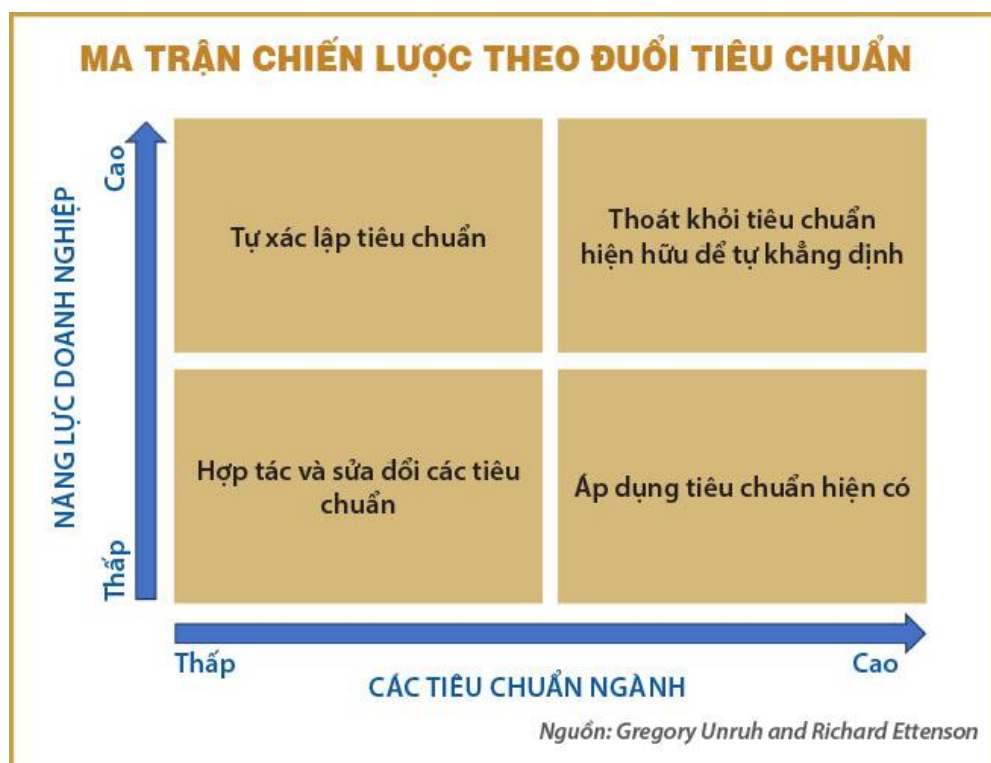 MA TRẬN CHIẾN LƯỢC THEO ĐUỔI TIÊU CHUẨN
NĂNG LỰC DOANH NGHIỆP
Cao
Thấp
Tự xác lập tiêu chuẩn
Thoát khỏi tiêu chuẩn
hiện hữu để tự khẳng định
Hợp tác và sửa dổi các tiêu
chuẩn
Áp dụng tiêu chuẩn hiện có
Thấp
Cao
CÁC TIÊU CHUẨN NGÀNH
Nguồn: Gregory Unruh and Richard Ettenson